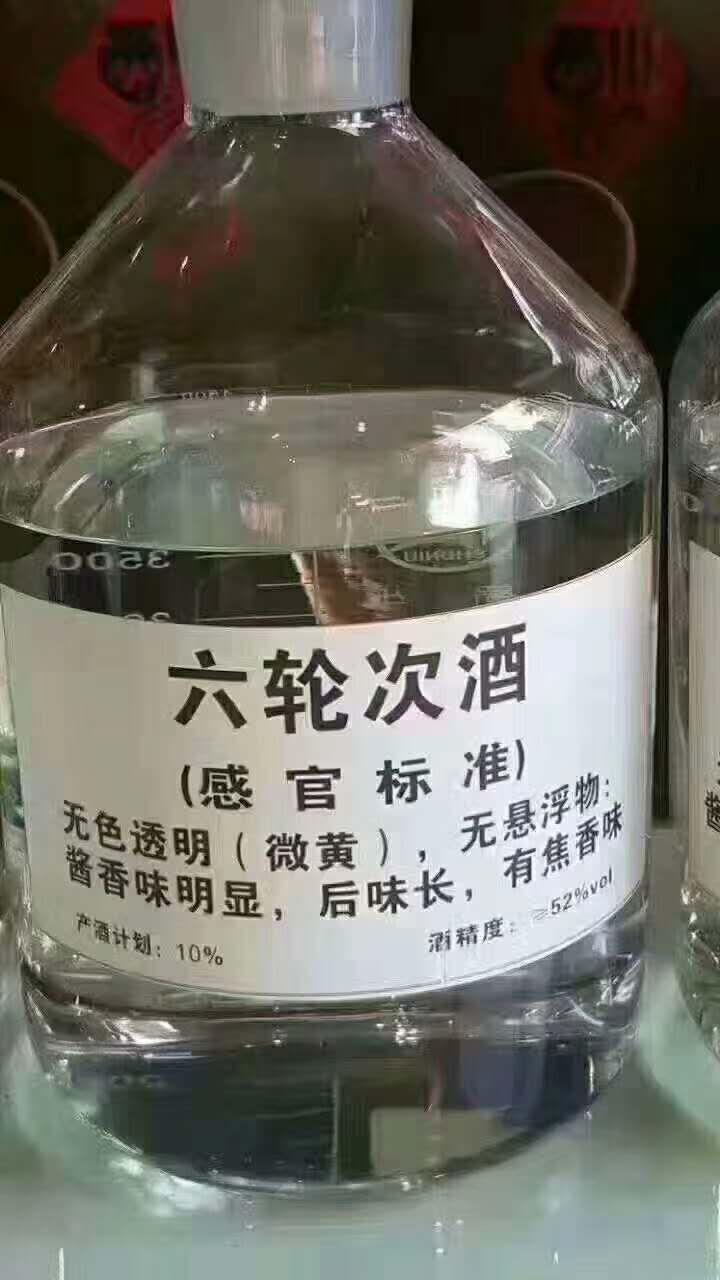 3500
六轮次酒
(感官标准)
无色透明（微黄），无悬浮物：
酱香味明显，后味长，有焦香味
产酒计划：10%
酒精度：≥52%vol